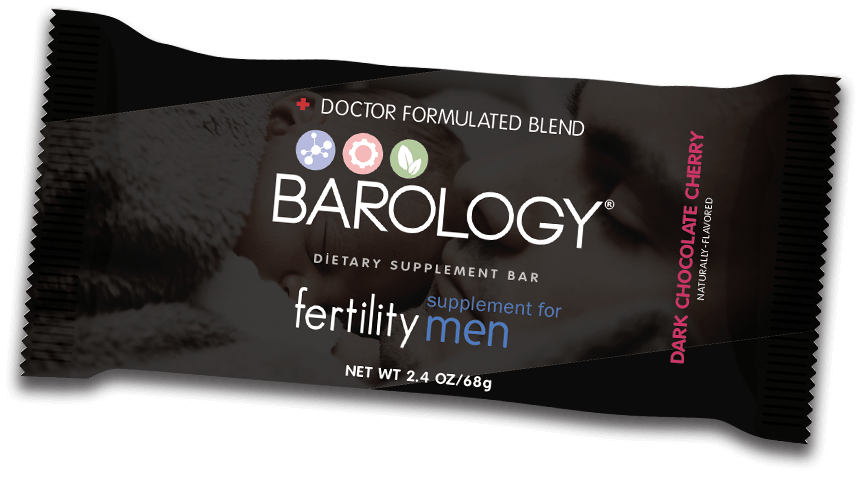 DOCTOR FORMULATED BLEND
BAROLOGY®
DIETARY SUPPLEMENT BAR
fertility supplement for men
NET WT 2.4 OZ/68g
DARK CHOCOLATE CHERRY
NATURALLY-FLAVORED